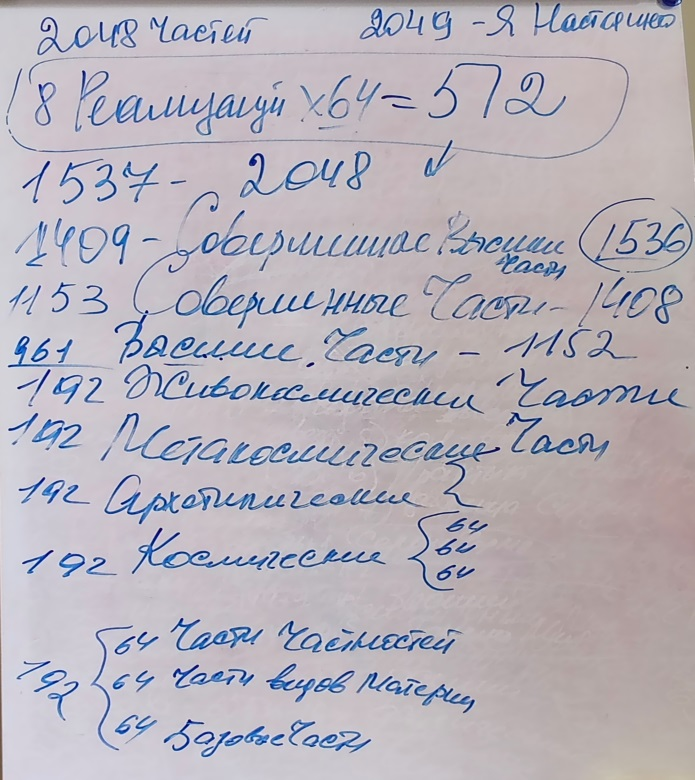 2048 Частей 2049 - Я Настоящего
8 Реализаций ×64 = 572
1537 - 2048
1409 - Совершенные Высшие Части 1536
1153 Совершенные Части - 1408
961 Высшие Части - 1152
192 Живокосмические Части
192 Метакосмические Части
192 Архетипические {
192 Космические { 64
64
64
192 { 64 Части Частностей
64 Части видов Материи
64 Базовые Части